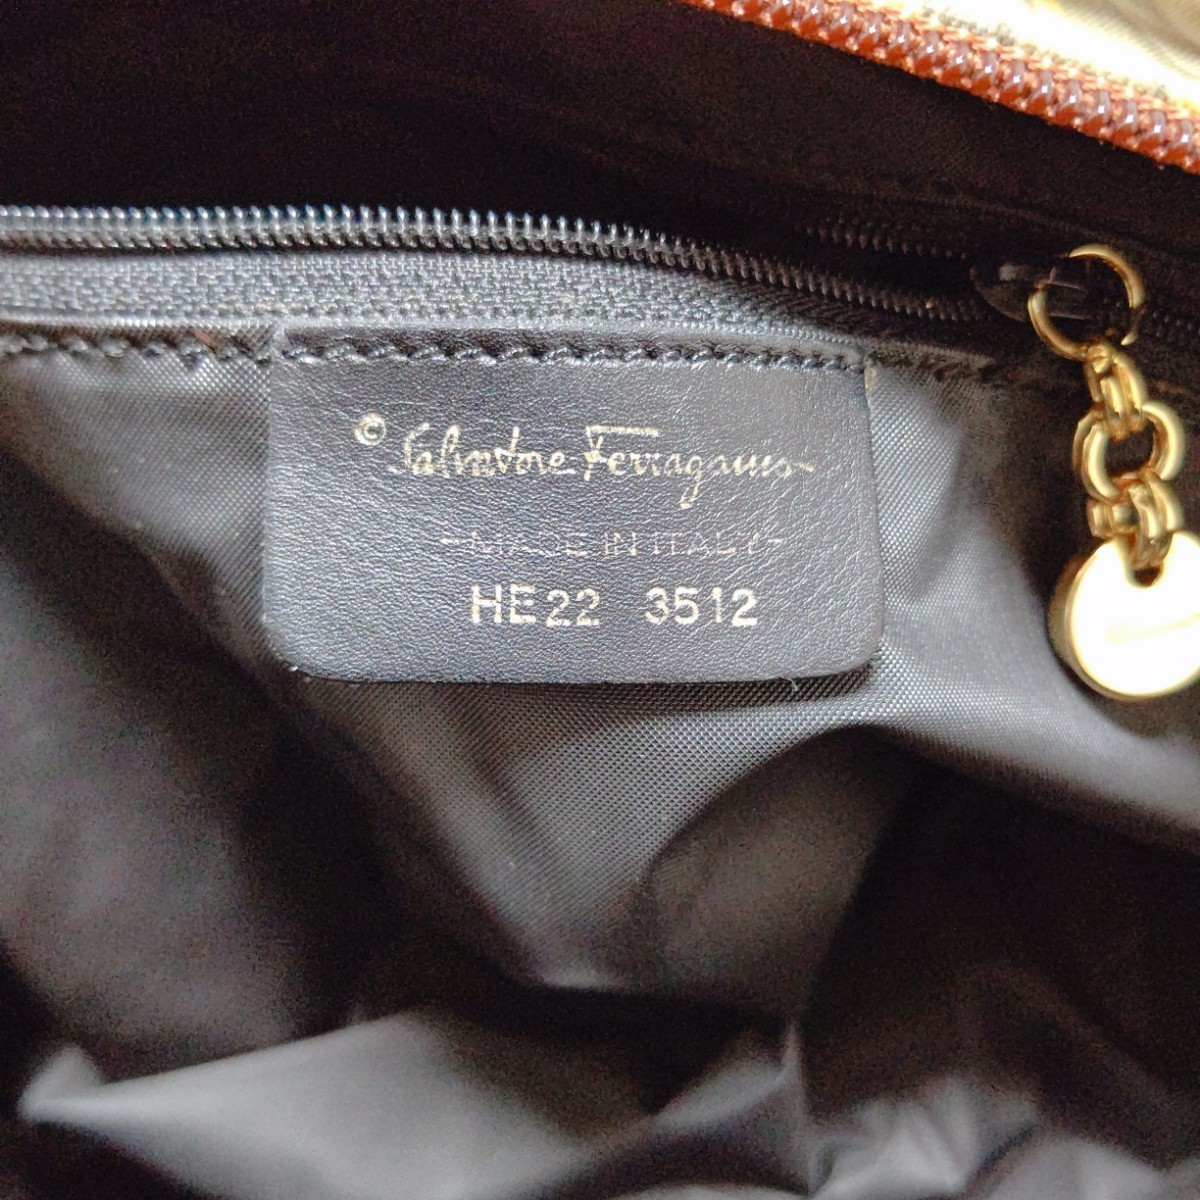 © Salvatore Ferragamo
-MADE IN ITALY-
HE22 3512